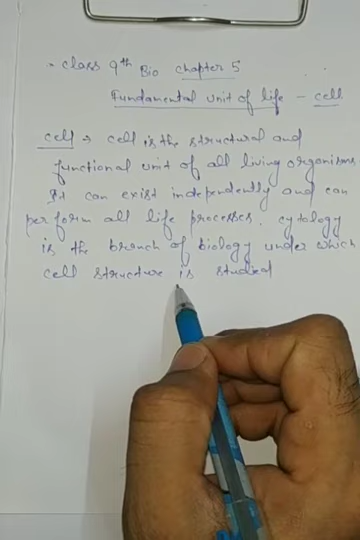 • class 9th Bio chapter 5
Fundamental unit of life - cell
cell → cell is the structural and
functional unit of all living organisms
It can exist independently and can
perform all life processes. cytology
is the branch of biology under which
cell structure is studied